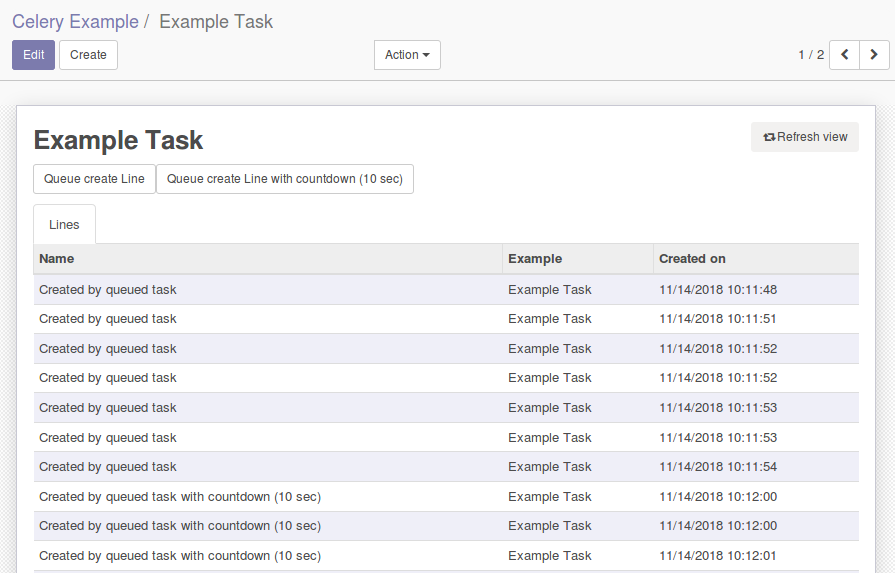 Celery Example / Example Task
Edit Create Action 1 / 2
Example Task
Refresh view
Queue create Line Queue create Line with countdown (10 sec)
Lines
Name Example Created on
Created by queued task Example Task 11/14/2018 10:11:48
Created by queued task Example Task 11/14/2018 10:11:51
Created by queued task Example Task 11/14/2018 10:11:52
Created by queued task Example Task 11/14/2018 10:11:52
Created by queued task Example Task 11/14/2018 10:11:53
Created by queued task Example Task 11/14/2018 10:11:53
Created by queued task Example Task 11/14/2018 10:11:54
Created by queued task with countdown (10 sec) Example Task 11/14/2018 10:12:00
Created by queued task with countdown (10 sec) Example Task 11/14/2018 10:12:00
Created by queued task with countdown (10 sec) Example Task 11/14/2018 10:12:01